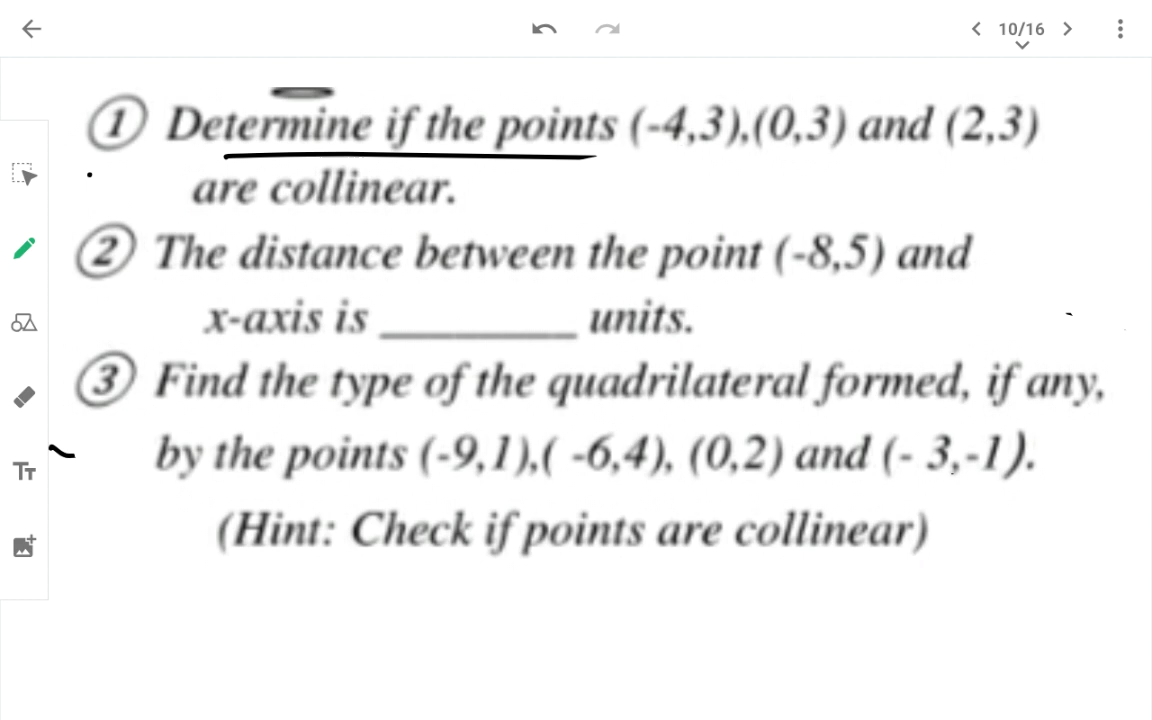 10/16
① Determine if the points (-4,3),(0,3) and (2,3)
are collinear.
② The distance between the point (-8,5) and
x-axis is _________ units.
③ Find the type of the quadrilateral formed, if any,
by the points (-9,1),( -6,4), (0,2) and (- 3,-1).
(Hint: Check if points are collinear)
Tт